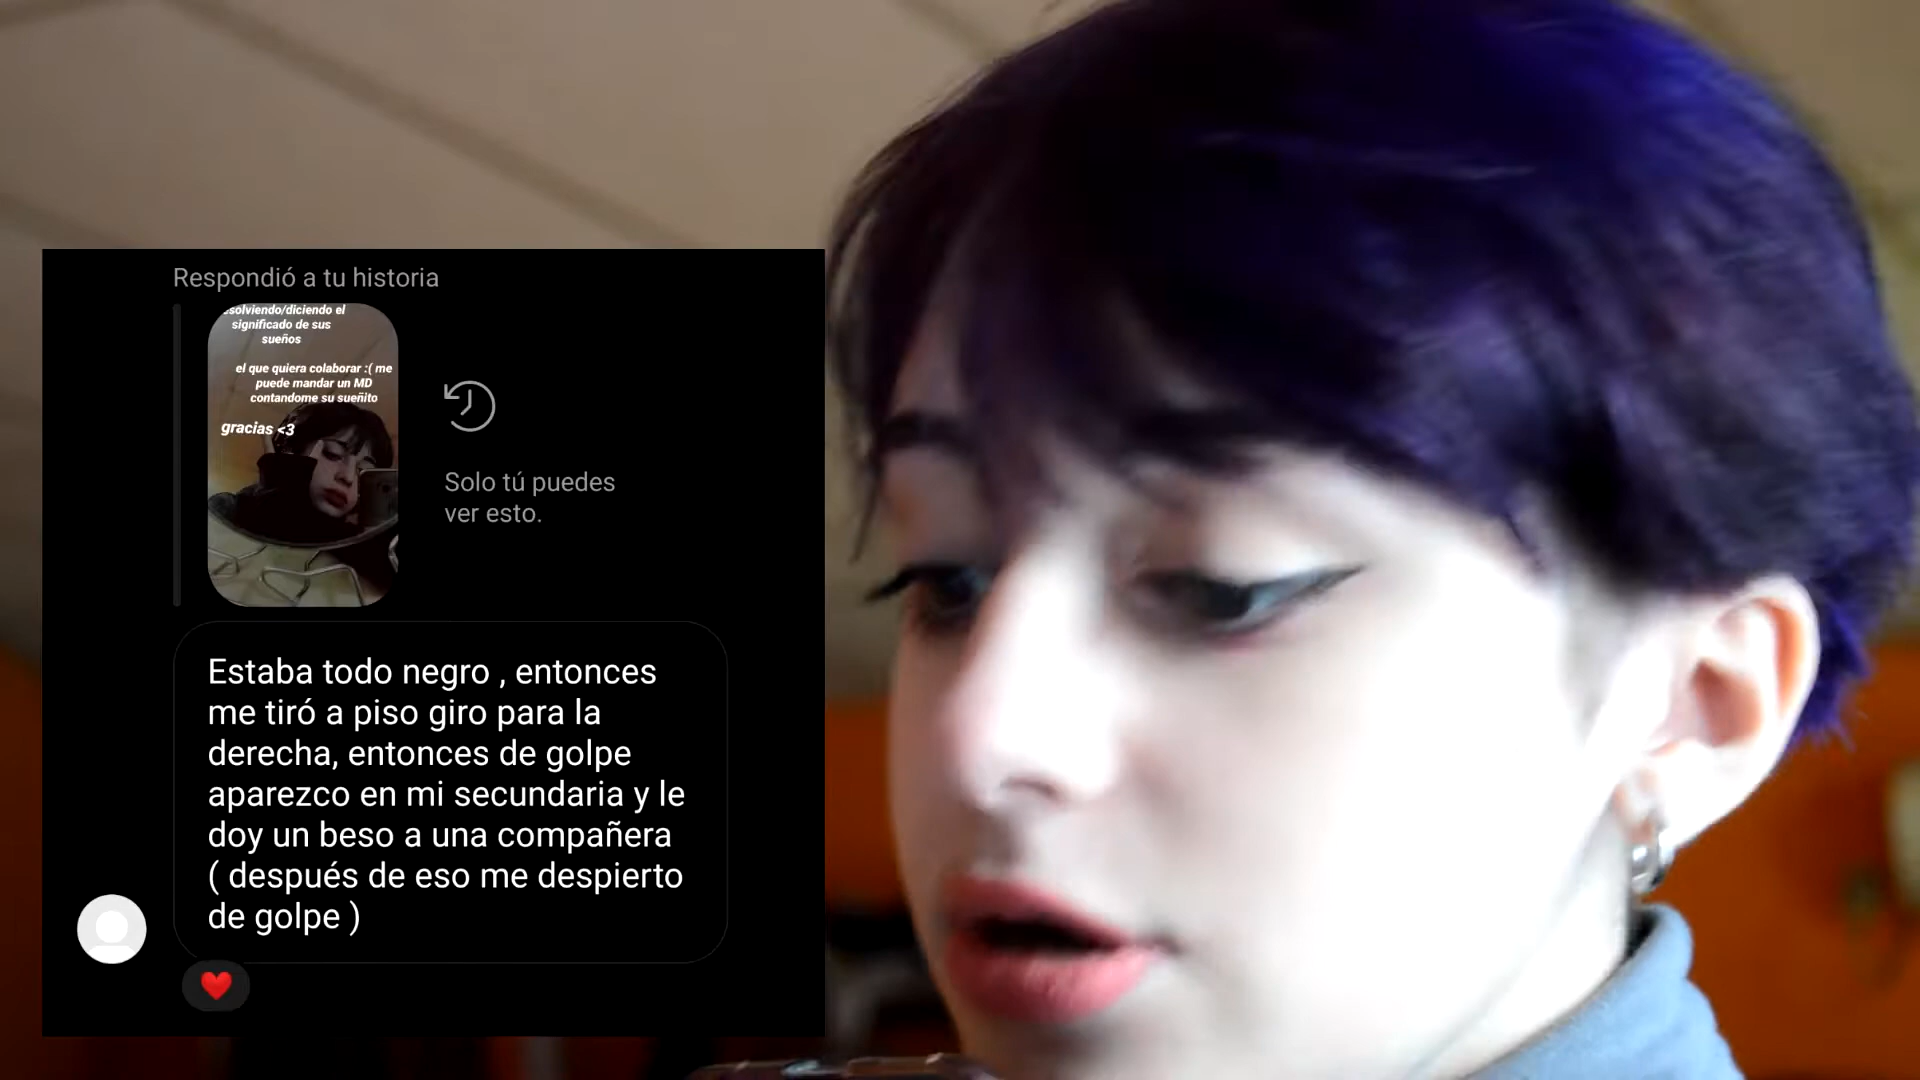 Respondió a tu historia
esolviendo/diciendo el
significado de sus
sueños
el que quiera colaborar :( me
puede mandar un MD
contandome su sueñito
gracias <3
Solo tú puedes
ver esto.
Estaba todo negro , entonces
me tiró a piso giro para la
derecha, entonces de golpe
aparezco en mi secundaria y le
doy un beso a una compañera
( después de eso me despierto
de golpe )